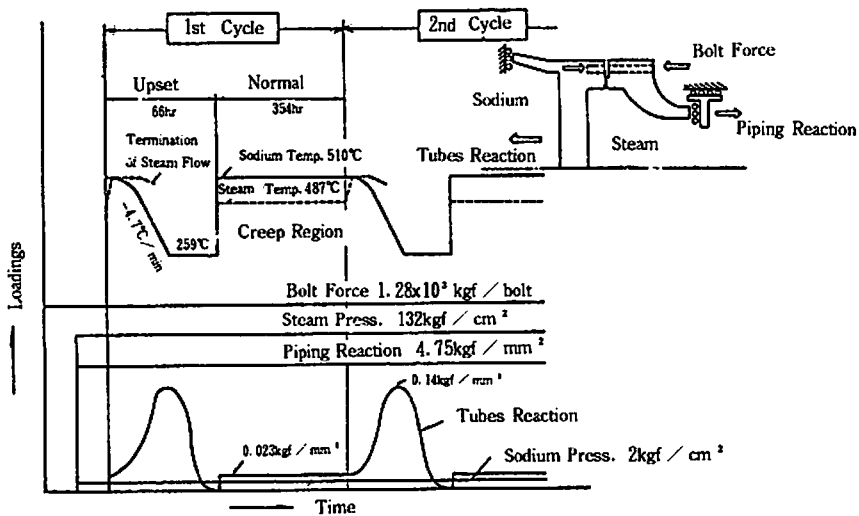 1st Cycle
2nd Cycle
Upset
Normal
66hr
354hr
Bolt Force
Sodium
Steam
Piping Reaction
Tubes Reaction
Termination
of Steam Flow
Sodium Temp. 510℃
Steam Temp. 487℃
-4.7℃/min
259℃
Creep Region
Loadings
Bolt Force 1.28x10³ kgf / bolt
Steam Press. 132kgf / cm²
Piping Reaction 4.75kgf / mm²
0.14kgf / mm²
Tubes Reaction
0.023kgf / mm²
Sodium Press. 2kgf / cm²
Time